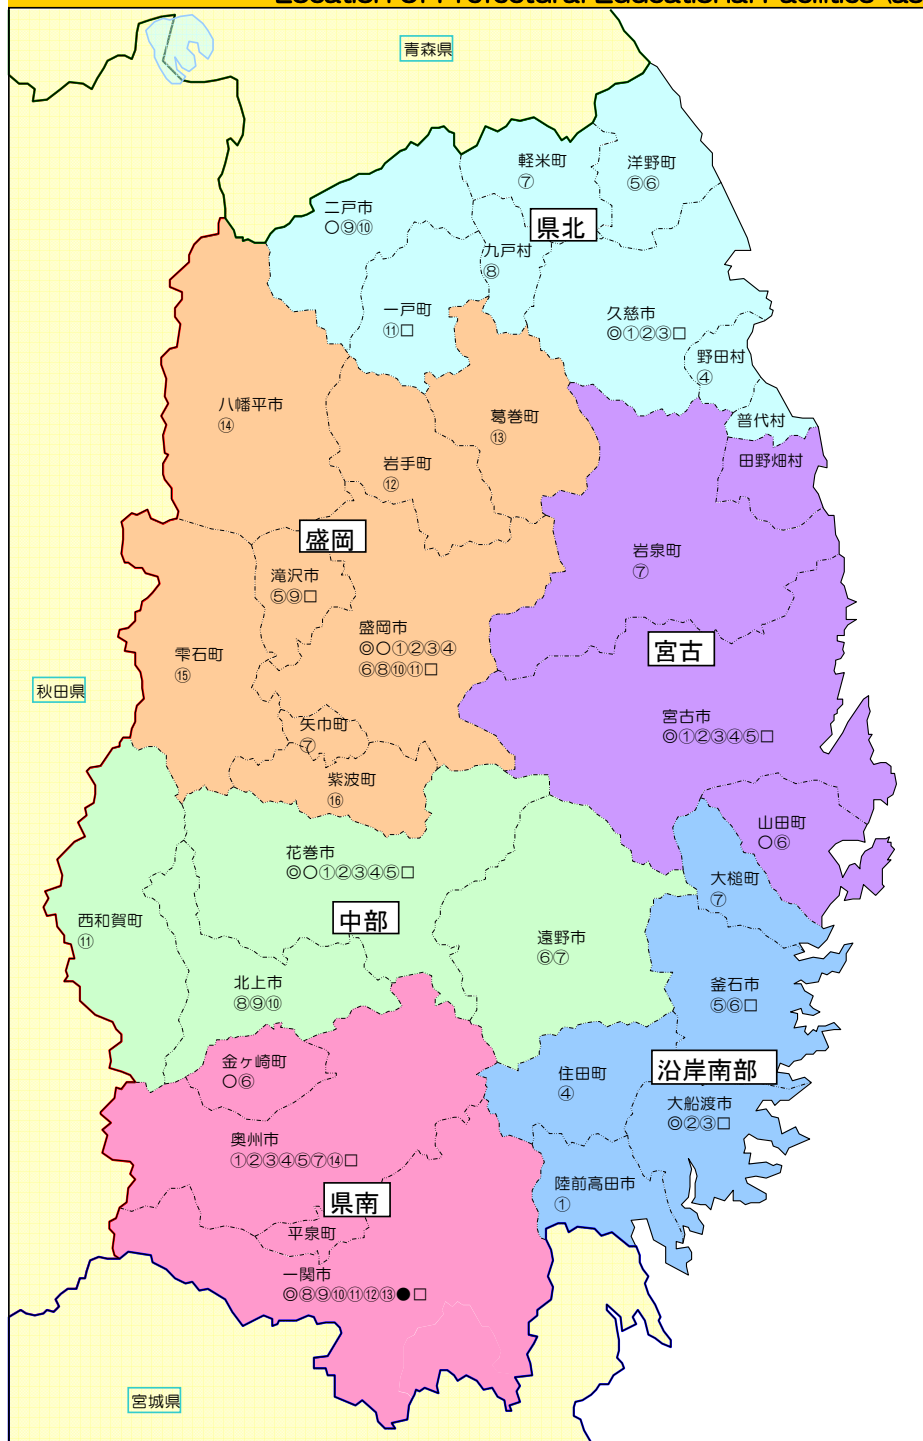 Location of Prefectural Educational Facilities (as
青森県
軽米町
⑦
洋野町
⑤⑥
二戸市
○⑨⑩
県北
九戸村
⑧
一戸町
⑪□
久慈市
◎①②③□
野田村
④
普代村
八幡平市
⑭
葛巻町
⑬
岩手町
⑫
田野畑村
盛岡
岩泉町
⑦
滝沢市
⑤⑨□
盛岡市
◎○①②③④
⑥⑧⑩⑪□
雫石町
⑮
宮古
秋田県
宮古市
◎①②③④⑤□
矢巾町
⑦
紫波町
⑯
山田町
○⑥
花巻市
◎○①②③④⑤□
大槌町
⑦
西和賀町
⑪
中部
遠野市
⑥⑦
北上市
⑧⑨⑩
釜石市
⑤⑥□
金ヶ崎町
○⑥
住田町
④
沿岸南部
大船渡市
◎②③□
奥州市
①②③④⑤⑦⑭□
陸前高田市
①
県南
平泉町
一関市
◎⑧⑨⑩⑪⑫⑬●□
宮城県